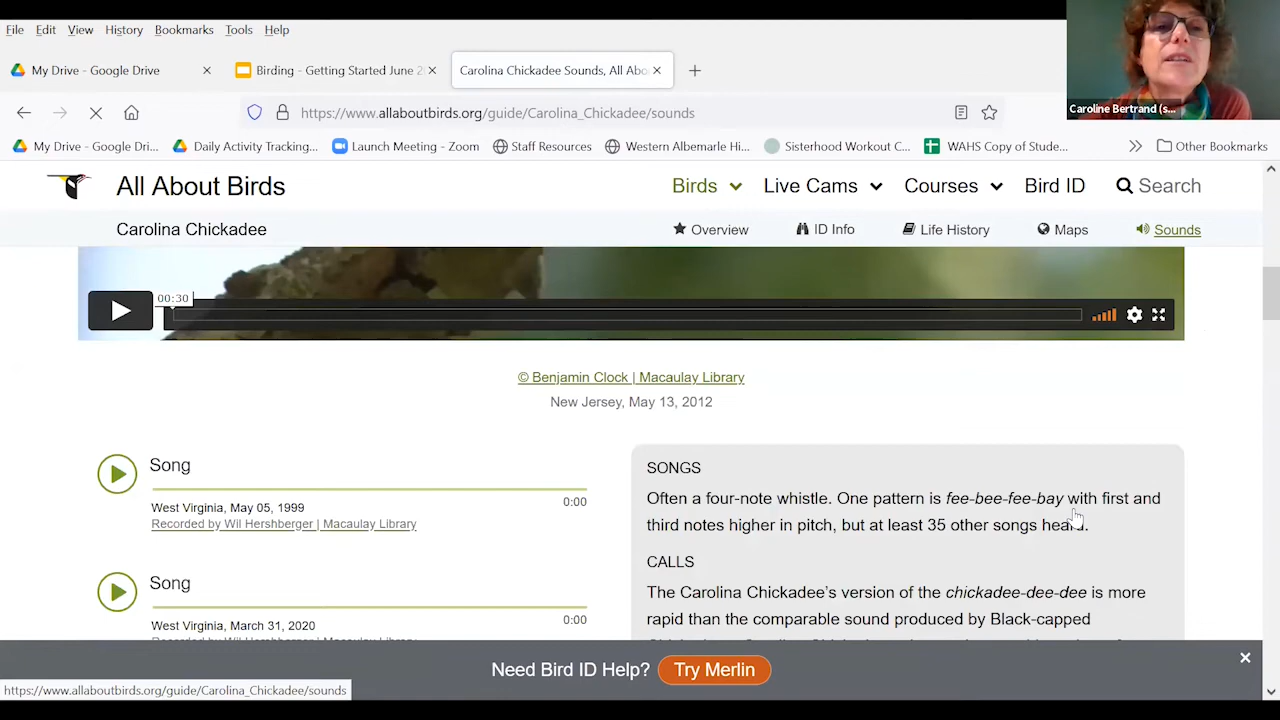 File Edit View History Bookmarks Tools Help
My Drive - Google Drive
Birding - Getting Started June 2
Carolina Chickadee Sounds, All Abo
https://www.allaboutbirds.org/guide/Carolina_Chickadee/sounds
My Drive - Google Dri... Daily Activity Tracking... Launch Meeting - Zoom Staff Resources Western Albemarle Hi... Sisterhood Workout C... WAHS Copy of Stude... Other Bookmarks
Caroline Bertrand (s...
All About Birds Birds Live Cams Courses Bird ID Search
Carolina Chickadee Overview ID Info Life History Maps Sounds
00:30
© Benjamin Clock | Macaulay Library
New Jersey, May 13, 2012
Song
0:00
West Virginia, May 05, 1999
Recorded by Wil Hershberger | Macaulay Library
Song
0:00
West Virginia, March 31, 2020
SONGS
Often a four-note whistle. One pattern is fee-bee-fee-bay with first and
third notes higher in pitch, but at least 35 other songs heard.
CALLS
The Carolina Chickadee's version of the chickadee-dee-dee is more
rapid than the comparable sound produced by Black-capped
Need Bird ID Help? Try Merlin
https://www.allaboutbirds.org/guide/Carolina_Chickadee/sounds